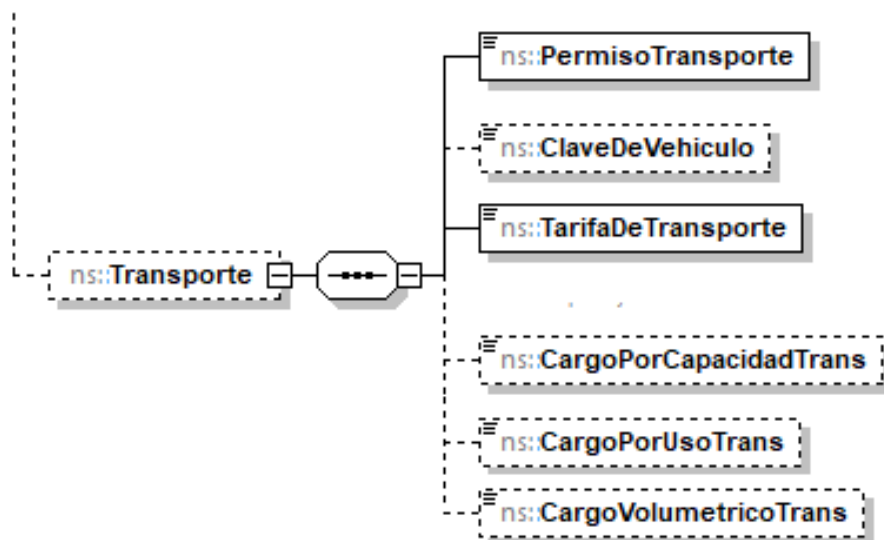 ns::PermisoTransporte
ns::ClaveDeVehiculo
ns::TarifaDeTransporte
ns::Transporte
ns::CargoPorCapacidadTrans
ns::CargoPorUsoTrans
ns::CargoVolumetricoTrans